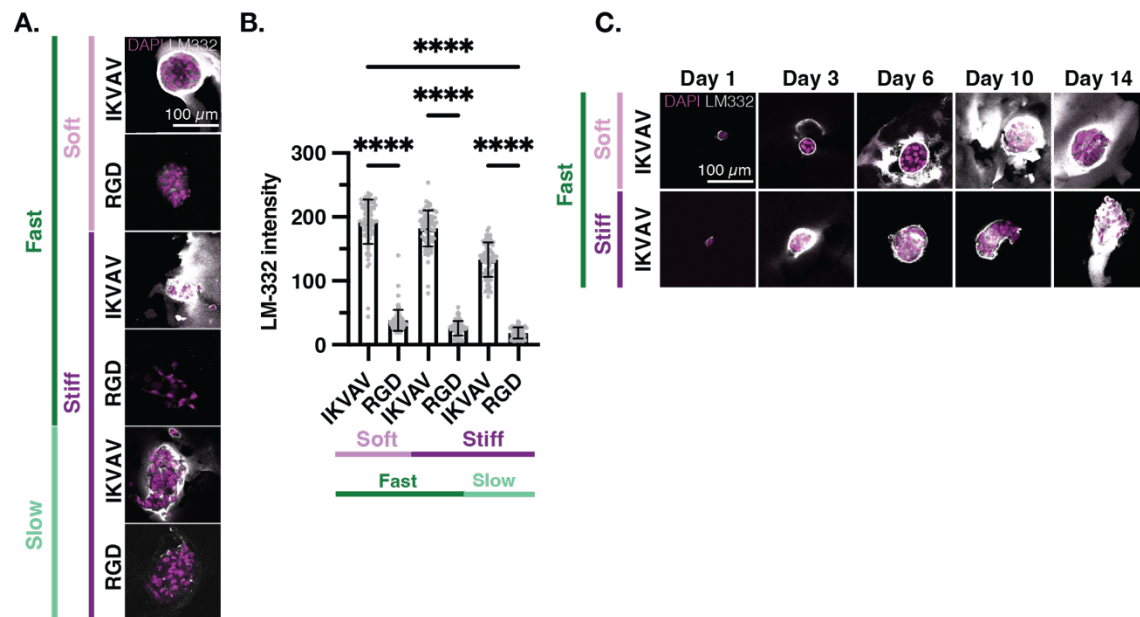 A.
Fast
Slow
Soft
Stiff
IKVAV
RGD
IKVAV
RGD
IKVAV
RGD
DAPI LM332
100 µm
B.
****
****
**** ****
LM-332 intensity
300
200
100
0
IKVAV RGD IKVAV RGD IKVAV RGD
Soft Stiff
Fast Slow
C.
Day 1 Day 3 Day 6 Day 10 Day 14
Fast
Soft
Stiff
IKVAV
IKVAV
DAPI LM332
100 µm